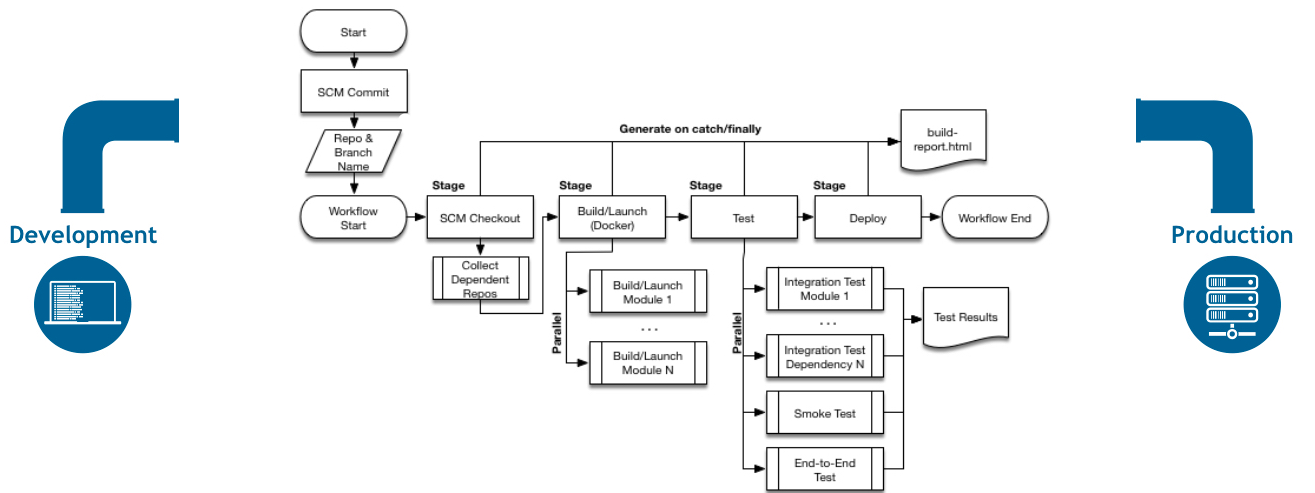 Start
SCM Commit
Repo &
Branch
Name
Generate on catch/finally
build-
report.html
Stage
Stage
Stage
Stage
Workflow
Start
SCM Checkout
Build/Launch
(Docker)
Test
Deploy
Workflow End
Development
Production
Collect
Dependent
Repos
Parallel
Build/Launch
Module 1
...
Build/Launch
Module N
Parallel
Integration Test
Module 1
...
Integration Test
Dependency N
Smoke Test
End-to-End
Test
Test Results